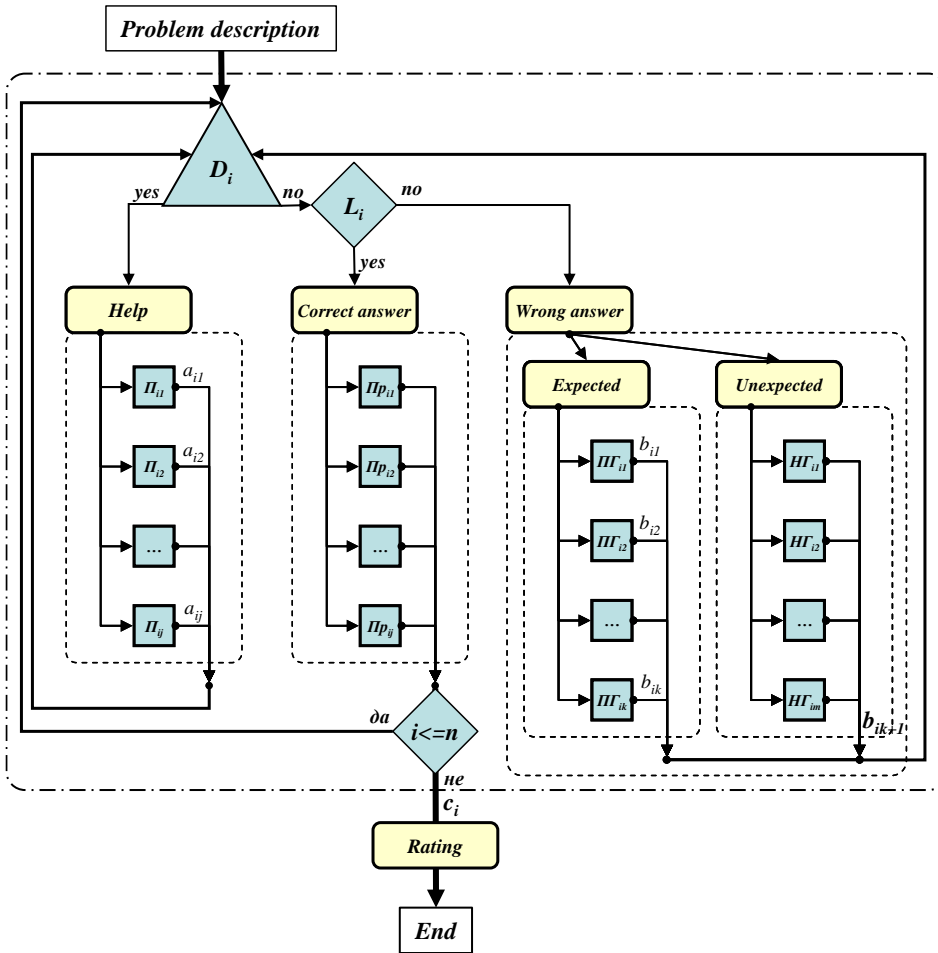 Problem description
D_i
yes
no
L_i
no
yes
Help
Correct answer
Wrong answer
Expected
Unexpected
П_i1
a_i1
П_i2
a_i2
...
П_ij
a_ij
Пр_i1
Пр_i2
...
Пр_ij
ПГ_i1
b_i1
ПГ_i2
b_i2
...
ПГ_ik
b_ik
НГ_i1
НГ_i2
...
НГ_im
b_ik+1
да
i<=n
не
c_i
Rating
End